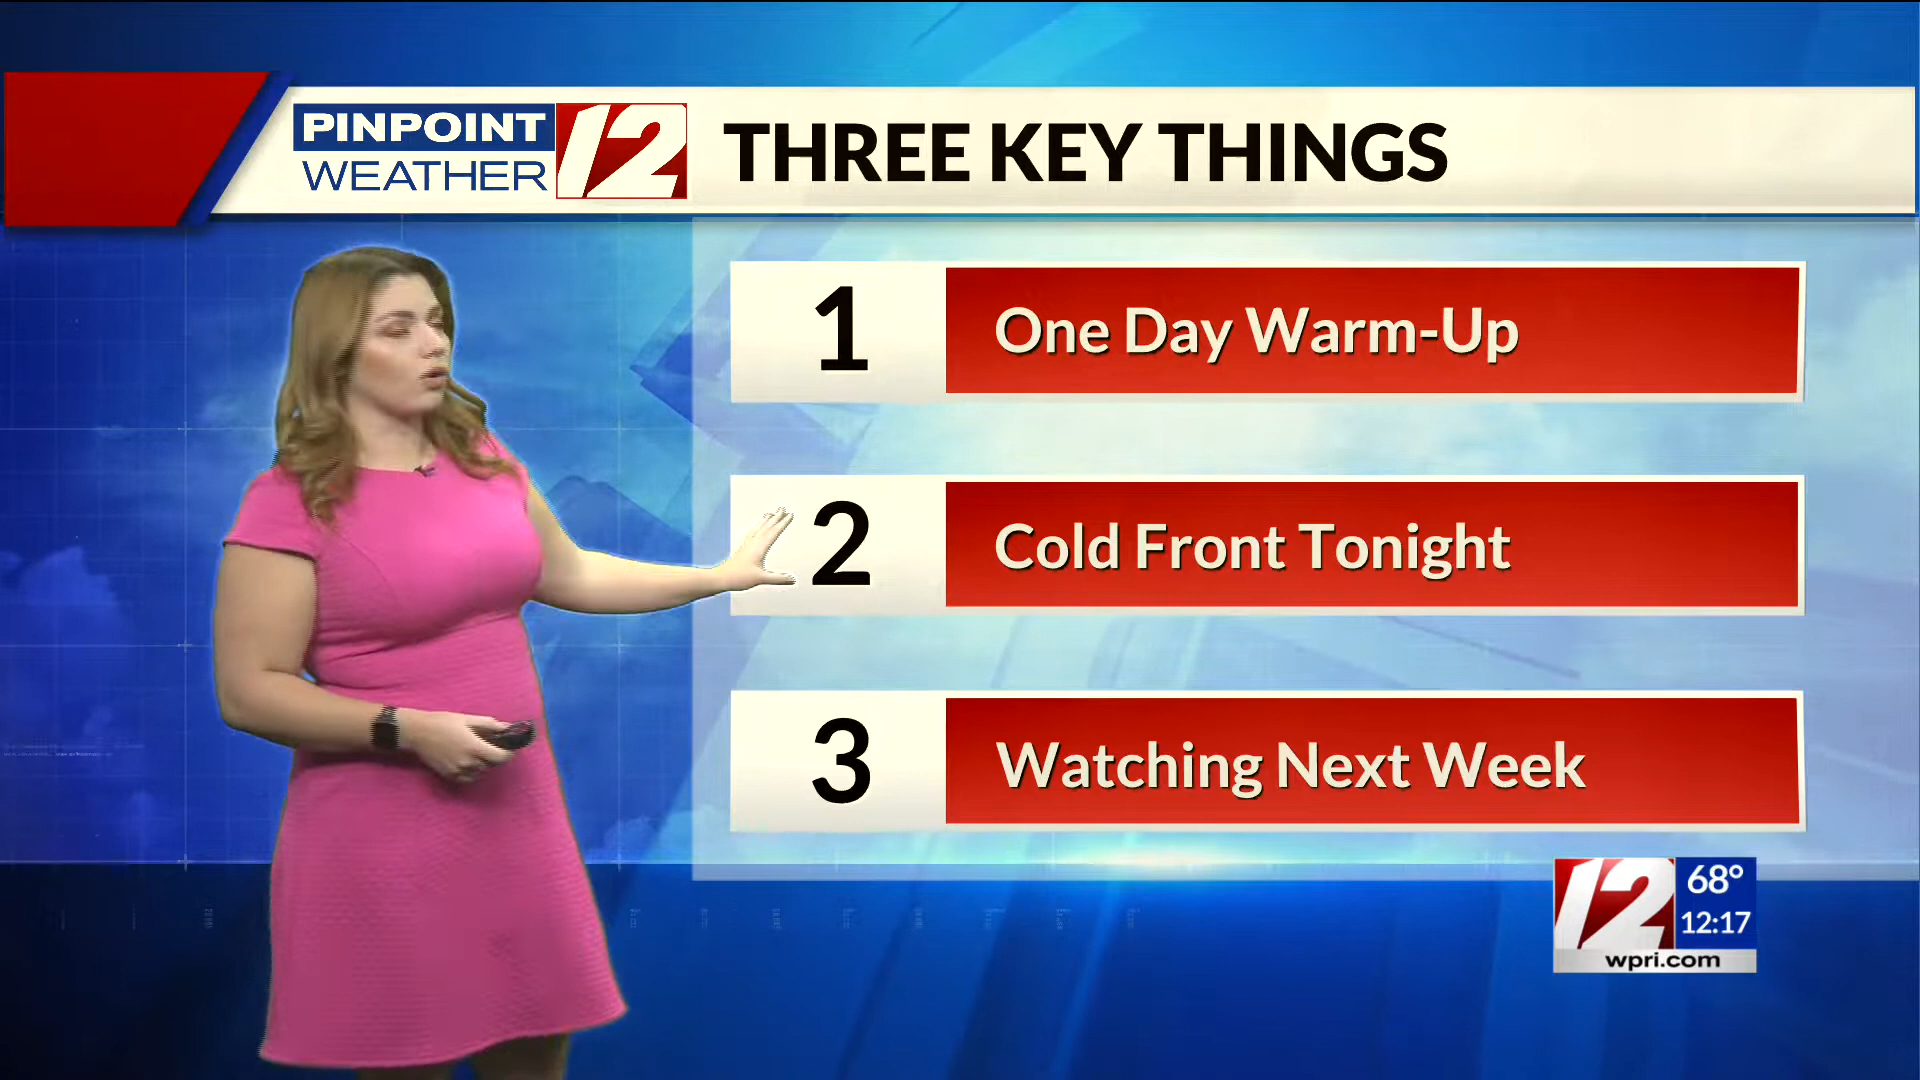 PINPOINT
WEATHER
12
THREE KEY THINGS
1
One Day Warm-Up
2
Cold Front Tonight
3
Watching Next Week
12
68°
12:17
wpri.com